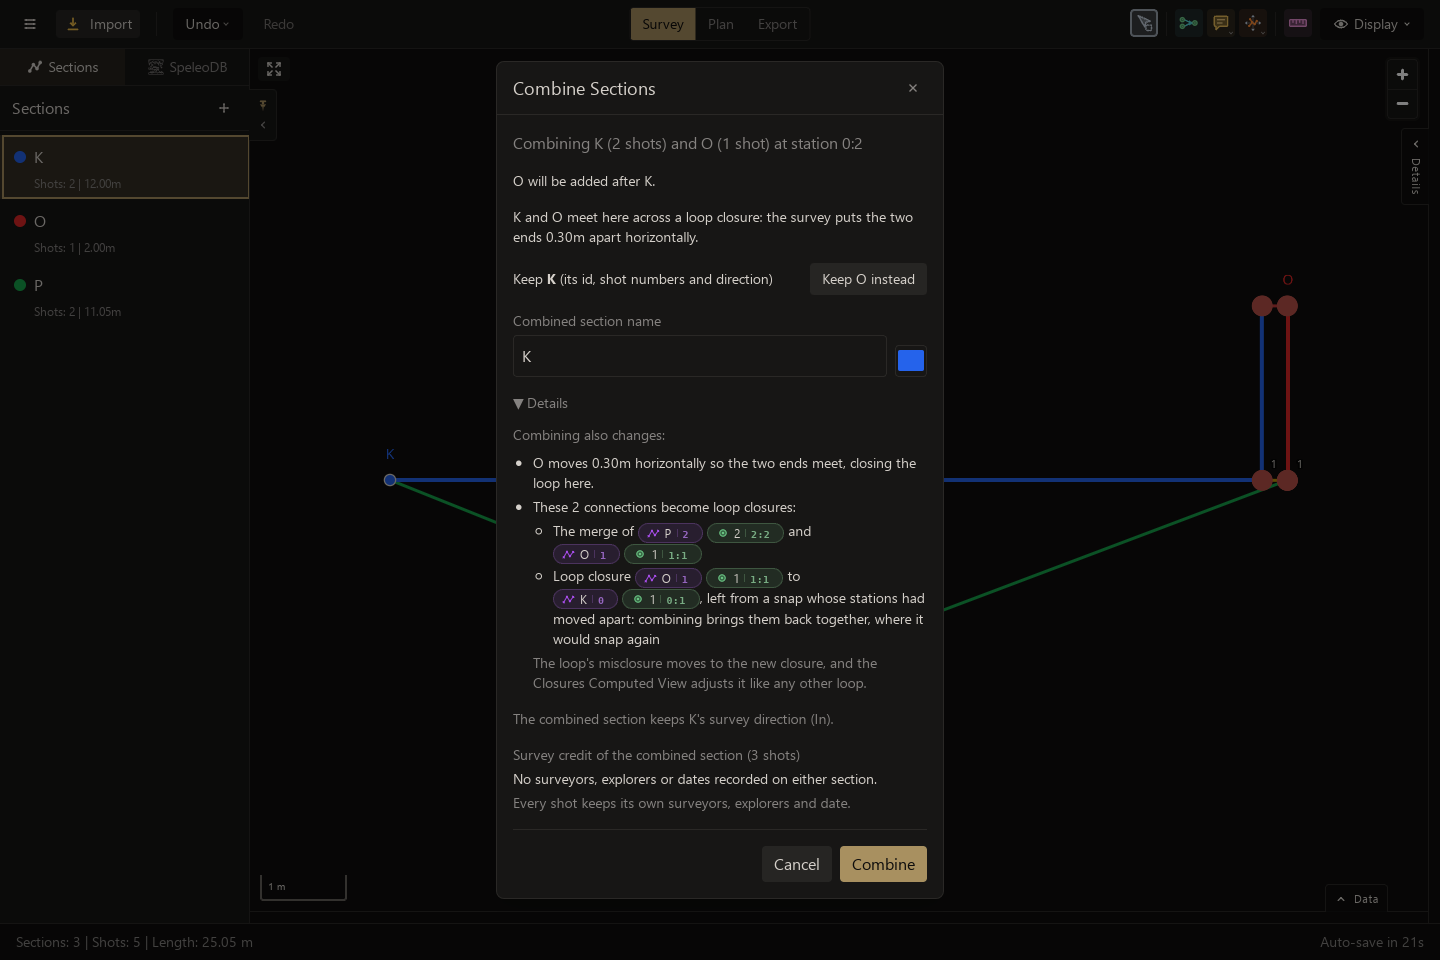 Import
Undo
Redo
Survey
Plan
Export
Display
Sections
SpeleoDB
Sections
K
Shots: 2 | 12.00m
O
Shots: 1 | 2.00m
P
Shots: 2 | 11.05m
Combine Sections
Combining K (2 shots) and O (1 shot) at station 0:2
O will be added after K.
K and O meet here across a loop closure: the survey puts the two
ends 0.30m apart horizontally.
Keep K (its id, shot numbers and direction)
Keep O instead
Combined section name
K
▼ Details
Combining also changes:
O moves 0.30m horizontally so the two ends meet, closing the
loop here.
These 2 connections become loop closures:
The merge of P | 2 2 | 2:2 and
O | 1 1 | 1:1
Loop closure O | 1 1 | 1:1 to
K | 0 1 | 0:1, left from a snap whose stations had
moved apart: combining brings them back together, where it
would snap again
The loop's misclosure moves to the new closure, and the
Closures Computed View adjusts it like any other loop.
The combined section keeps K's survey direction (In).
Survey credit of the combined section (3 shots)
No surveyors, explorers or dates recorded on either section.
Every shot keeps its own surveyors, explorers and date.
Cancel
Combine
K
O
1
1
Details
1 m
Data
Sections: 3 | Shots: 5 | Length: 25.05 m
Auto-save in 21s